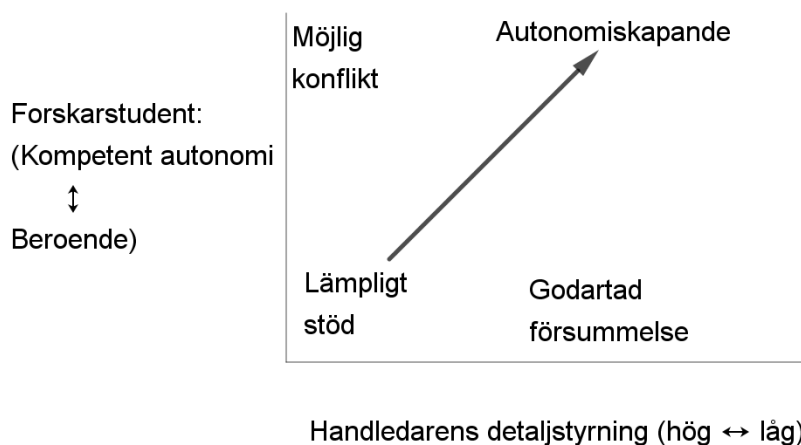 Möjlig
konflikt
Autonomiskapande
Forskarstudent:
(Kompetent autonomi
↕
Beroende)
Lämpligt
stöd
Godartad
försummelse
Handledarens detaljstyrning (hög ↔ låg)